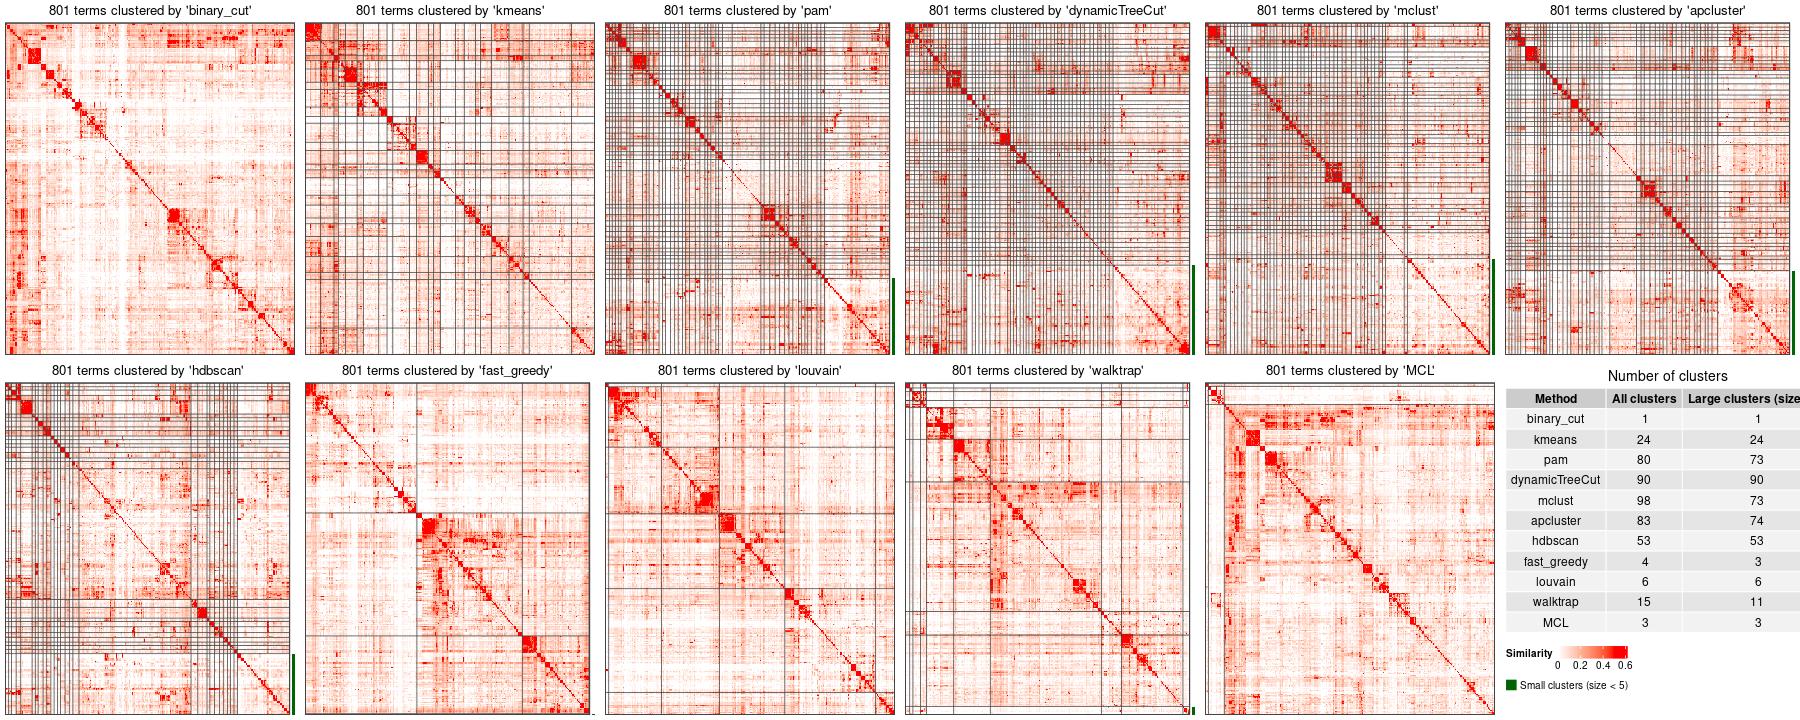 801 terms clustered by 'binary_cut'
801 terms clustered by 'kmeans'
801 terms clustered by 'pam'
801 terms clustered by 'dynamicTreeCut'
801 terms clustered by 'mclust'
801 terms clustered by 'apcluster'
801 terms clustered by 'hdbscan'
801 terms clustered by 'fast_greedy'
801 terms clustered by 'louvain'
801 terms clustered by 'walktrap'
801 terms clustered by 'MCL'
Number of clusters
Method All clusters Large clusters (size
binary_cut 1 1
kmeans 24 24
pam 80 73
dynamicTreeCut 90 90
mclust 98 73
apcluster 83 74
hdbscan 53 53
fast_greedy 4 3
louvain 6 6
walktrap 15 11
MCL 3 3
Similarity
0 0.2 0.4 0.6
Small clusters (size < 5)